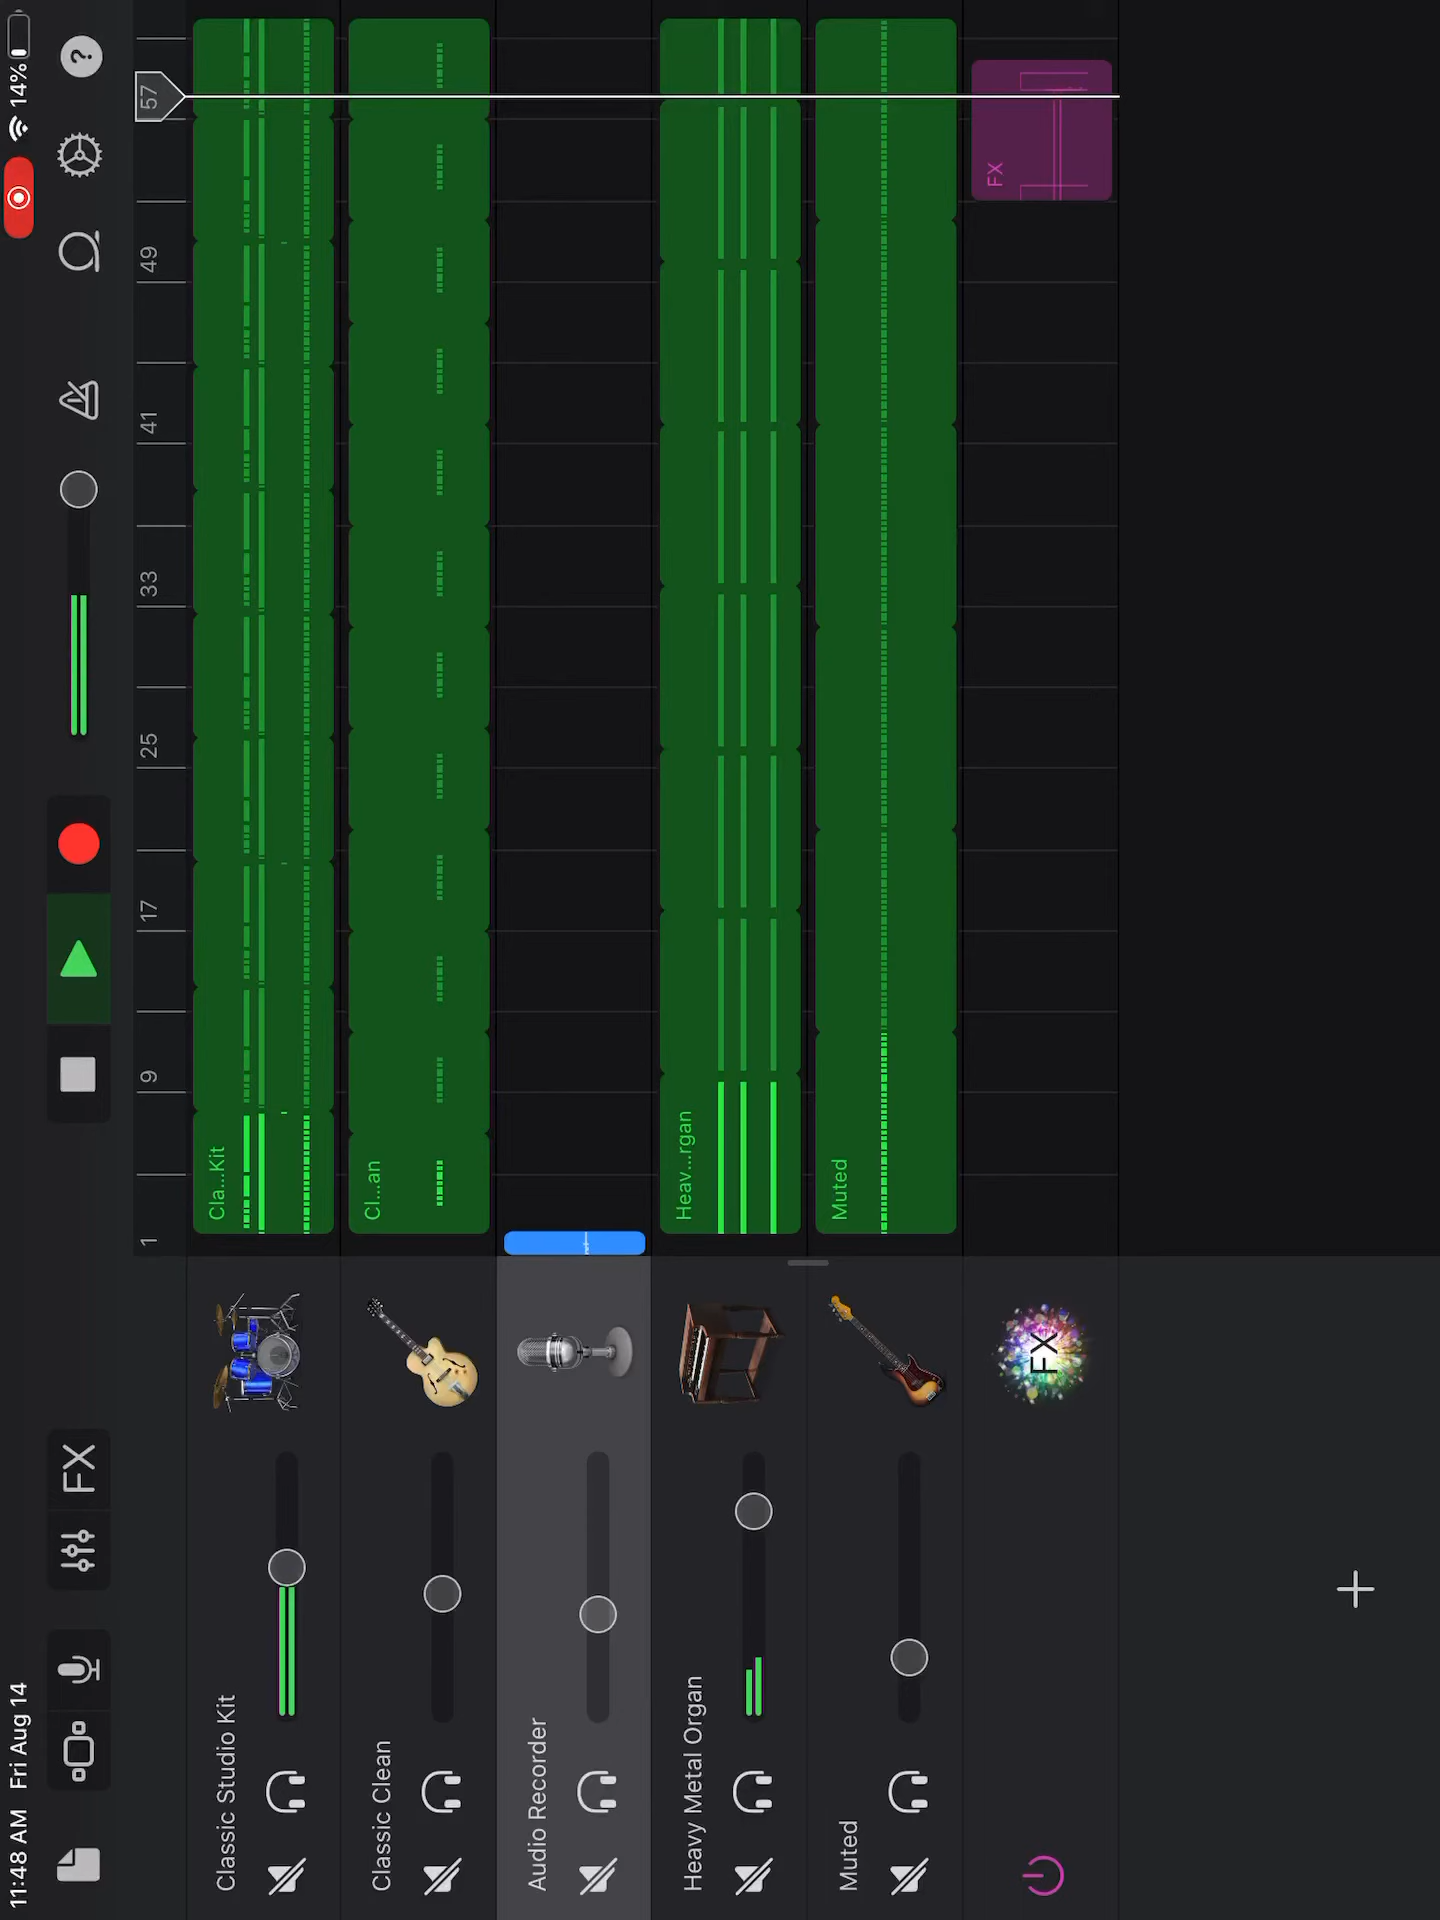 11:48 AM Fri Aug 14
14%
FX
?
1 9 17 25 33 41 49 57
Classic Studio Kit
Cla...Kit
Classic Clean
Cl...an
Audio Recorder
Heavy Metal Organ
Heav...rgan
Muted
Muted
FX
FX
+